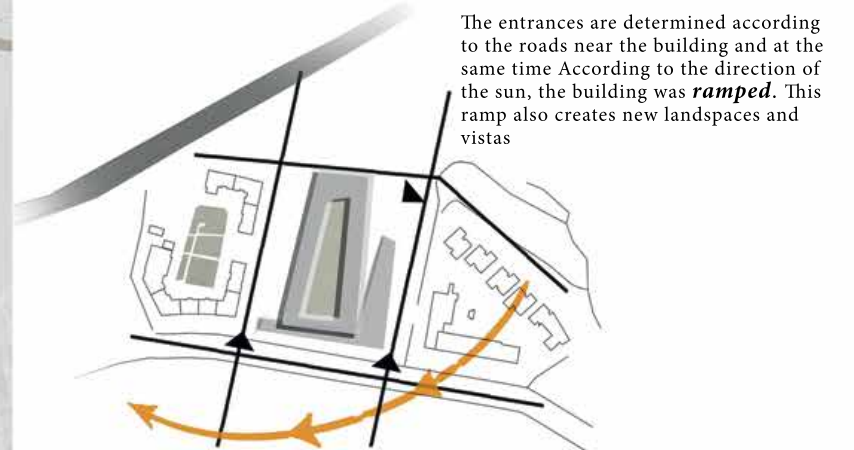 The entrances are determined according
to the roads near the building and at the
same time According to the direction of
the sun, the building was ramped. This
ramp also creates new landspaces and
vistas